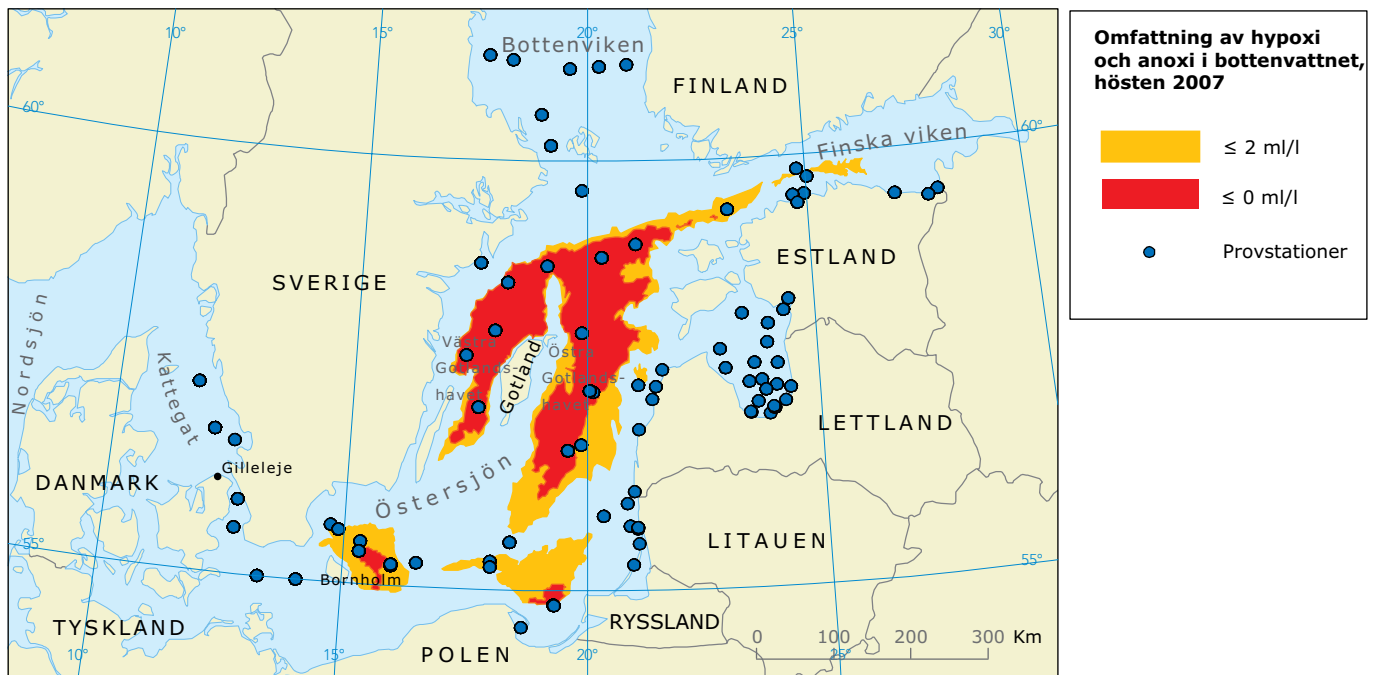 10°
15°
20°
25°
30°
Bottenviken
FINLAND
60°
60°
Finska viken
SVERIGE
ESTLAND
Nordsjön
Kattegat
Västra
Gotlands-
havet
Gotland
Östra
Gotlands-
havet
LETTLAND
Gilleleje
DANMARK
Östersjön
LITAUEN
55°
55°
Bornholm
TYSKLAND
RYSSLAND
POLEN
0 100 200 300 Km
10°
15°
20°
25°
Omfattning av hypoxi
och anoxi i bottenvattnet,
hösten 2007
≤ 2 ml/l
≤ 0 ml/l
Provstationer